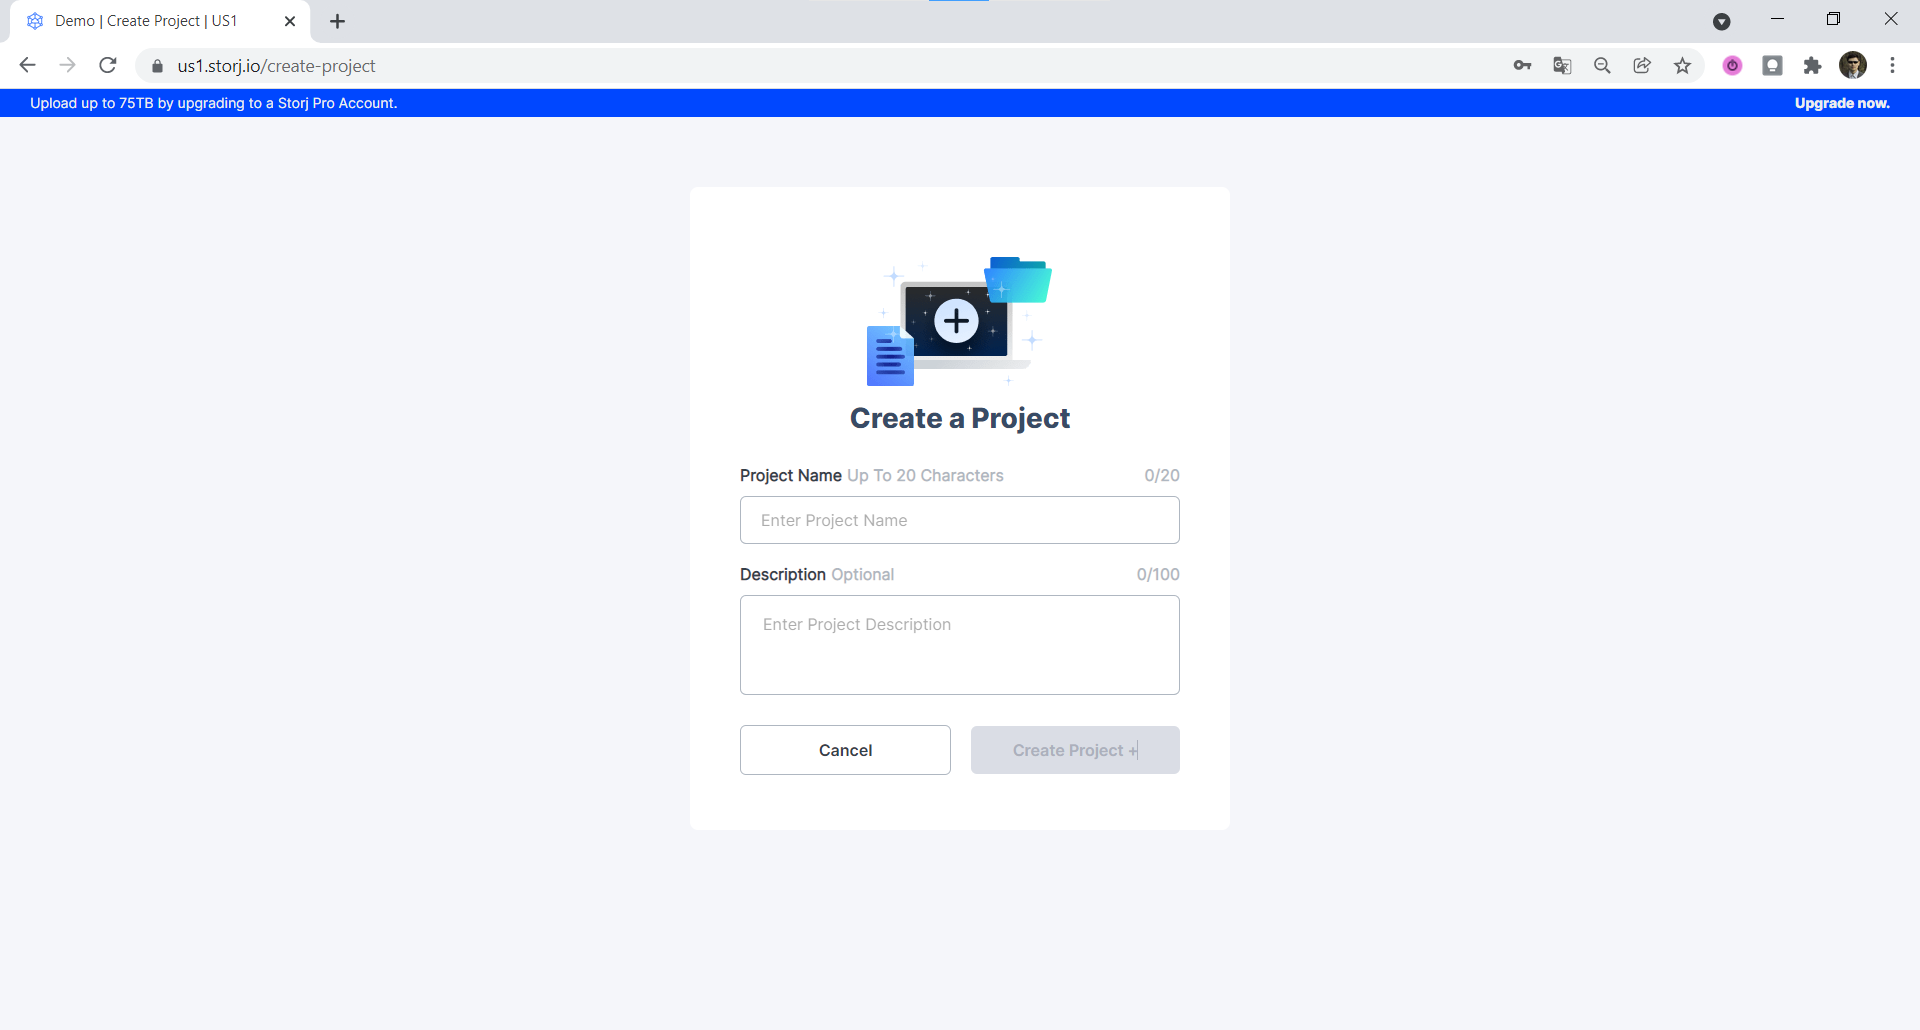 Demo | Create Project | US1
us1.storj.io/create-project
Upload up to 75TB by upgrading to a Storj Pro Account.
Upgrade now.
Create a Project
Project Name Up To 20 Characters 0/20
Enter Project Name
Description Optional 0/100
Enter Project Description
Cancel
Create Project +